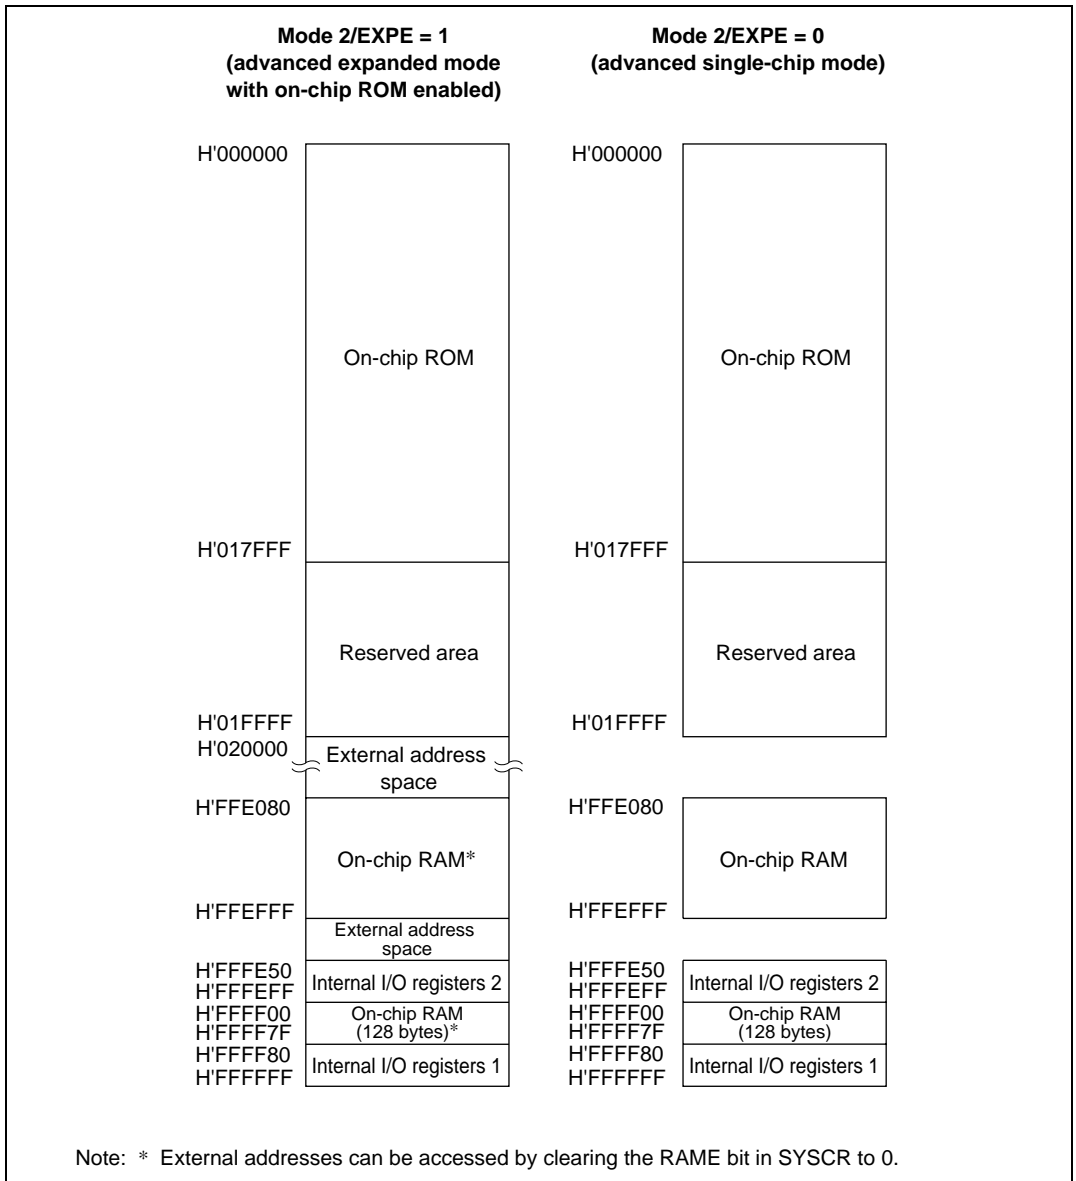 Mode 2/EXPE = 1
(advanced expanded mode
with on-chip ROM enabled)
Mode 2/EXPE = 0
(advanced single-chip mode)
H'000000
On-chip ROM
H'017FFF
Reserved area
H'01FFFF
H'020000
External address
space
H'FFE080
On-chip RAM*
H'FFEFFF
External address
space
H'FFFE50
Internal I/O registers 2
H'FFFEFF
H'FFFF00
On-chip RAM
(128 bytes)*
H'FFFF7F
H'FFFF80
Internal I/O registers 1
H'FFFFFF
H'000000
On-chip ROM
H'017FFF
Reserved area
H'01FFFF
H'FFE080
On-chip RAM
H'FFEFFF
H'FFFE50
Internal I/O registers 2
H'FFFEFF
H'FFFF00
On-chip RAM
(128 bytes)
H'FFFF7F
H'FFFF80
Internal I/O registers 1
H'FFFFFF
Note: * External addresses can be accessed by clearing the RAME bit in SYSCR to 0.